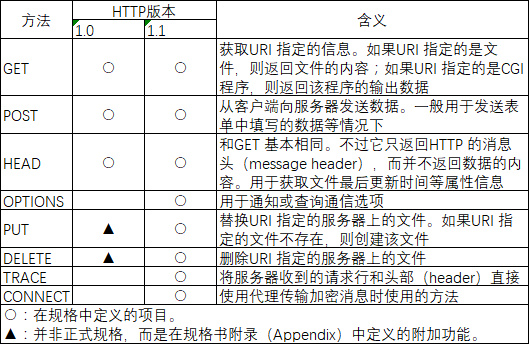 方法 HTTP版本 含义
1.0 1.1
获取URI 指定的信息。如果URI 指定的是文
GET ○ ○ 件，则返回文件的内容；如果URI 指定的是CGI
程序，则返回该程序的输出数据
POST ○ ○ 从客户端向服务器发送数据。一般用于发送表
单中填写的数据等情况下
和GET 基本相同。不过它只返回HTTP 的消息
HEAD ○ ○ 头（message header），而并不返回数据的内
容。用于获取文件最后更新时间等属性信息
OPTIONS ○ 用于通知或查询通信选项
PUT ▲ ○ 替换URI 指定的服务器上的文件。如果URI 指
定的文件不存在，则创建该文件
DELETE ▲ ○ 删除URI 指定的服务器上的文件
TRACE ○ 将服务器收到的请求行和头部（header）直接
CONNECT ○ 使用代理传输加密消息时使用的方法
○：在规格中定义的项目。
▲：并非正式规格，而是在规格书附录（Appendix）中定义的附加功能。